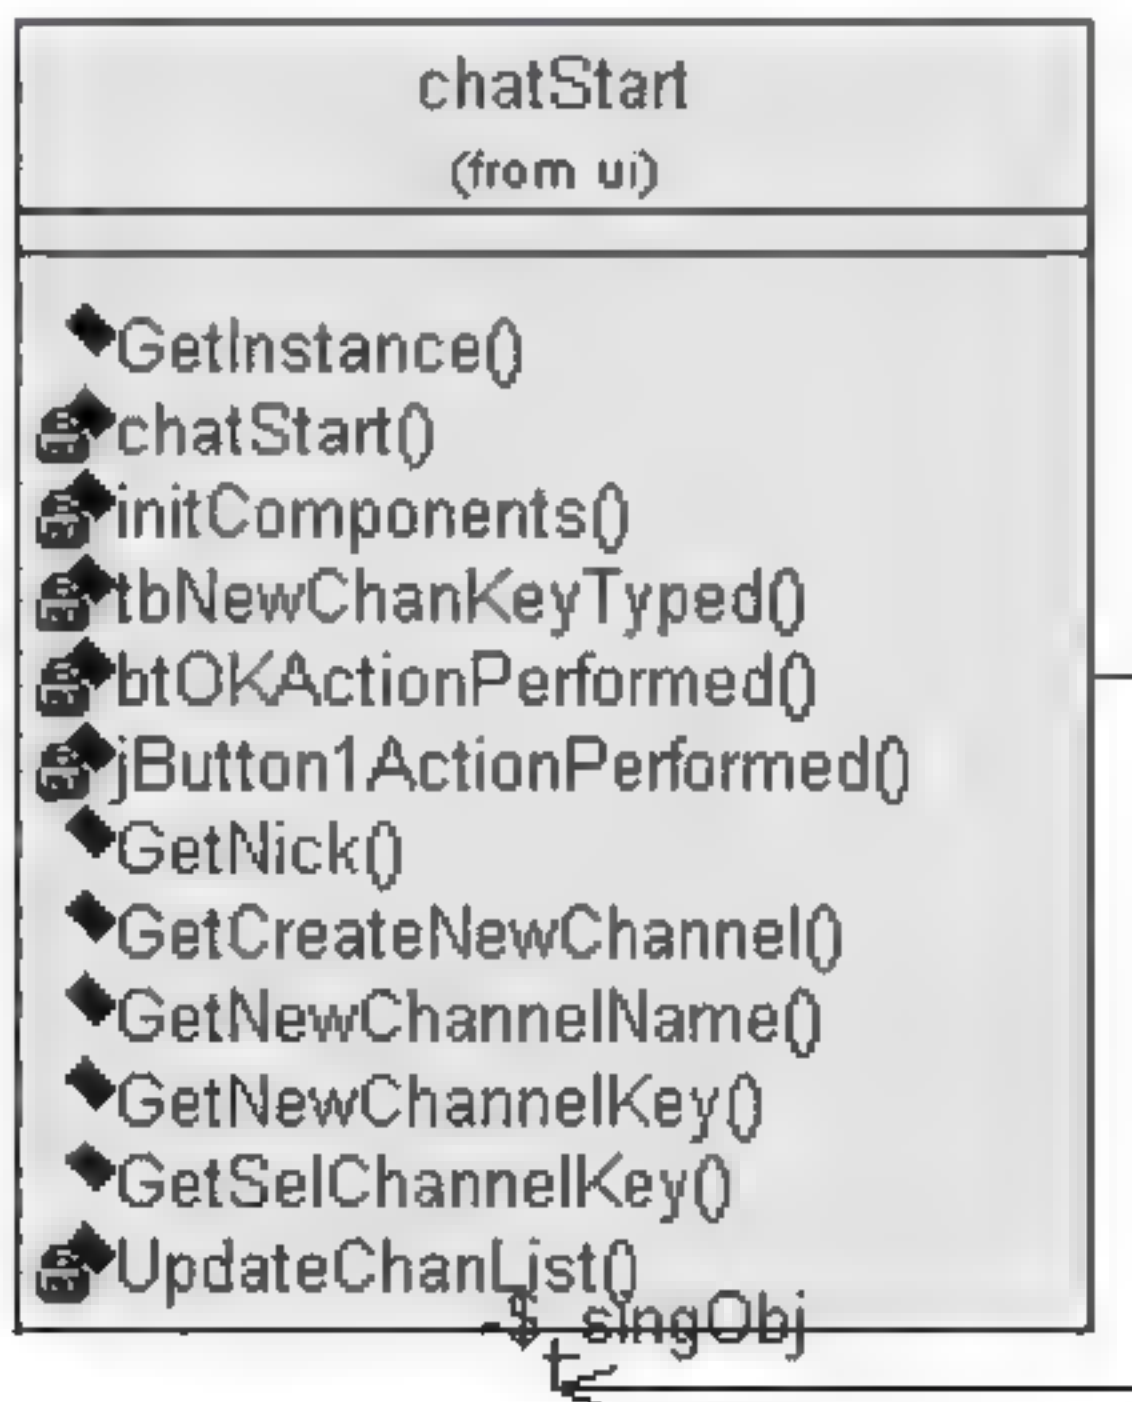 chatStart
(from ui)
GetInstance()
chatStart()
initComponents()
tbNewChanKeyTyped()
btOKActionPerformed()
jButton1ActionPerformed()
GetNick()
GetCreateNewChannel()
GetNewChannelName()
GetNewChannelKey()
GetSelChannelKey()
UpdateChanList()
-$ singObj